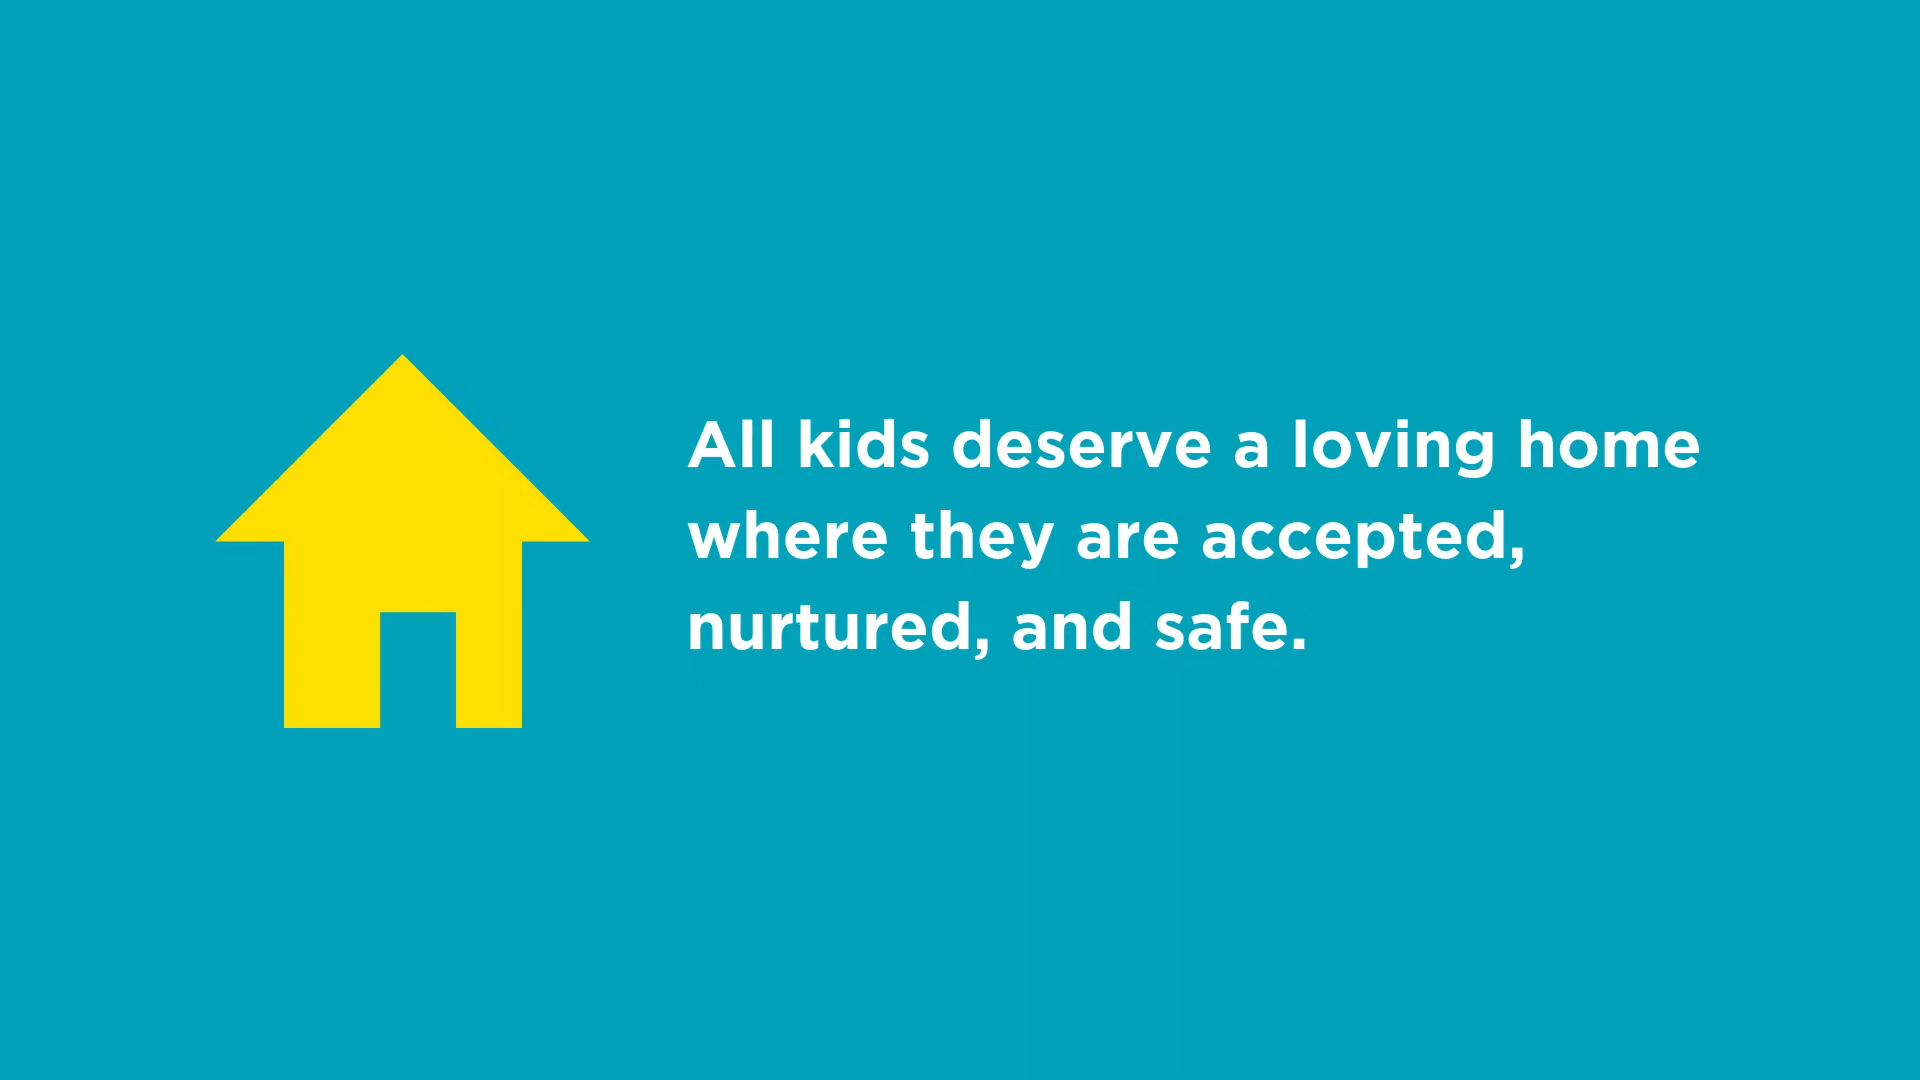 All kids deserve a loving home
where they are accepted,
nurtured, and safe.